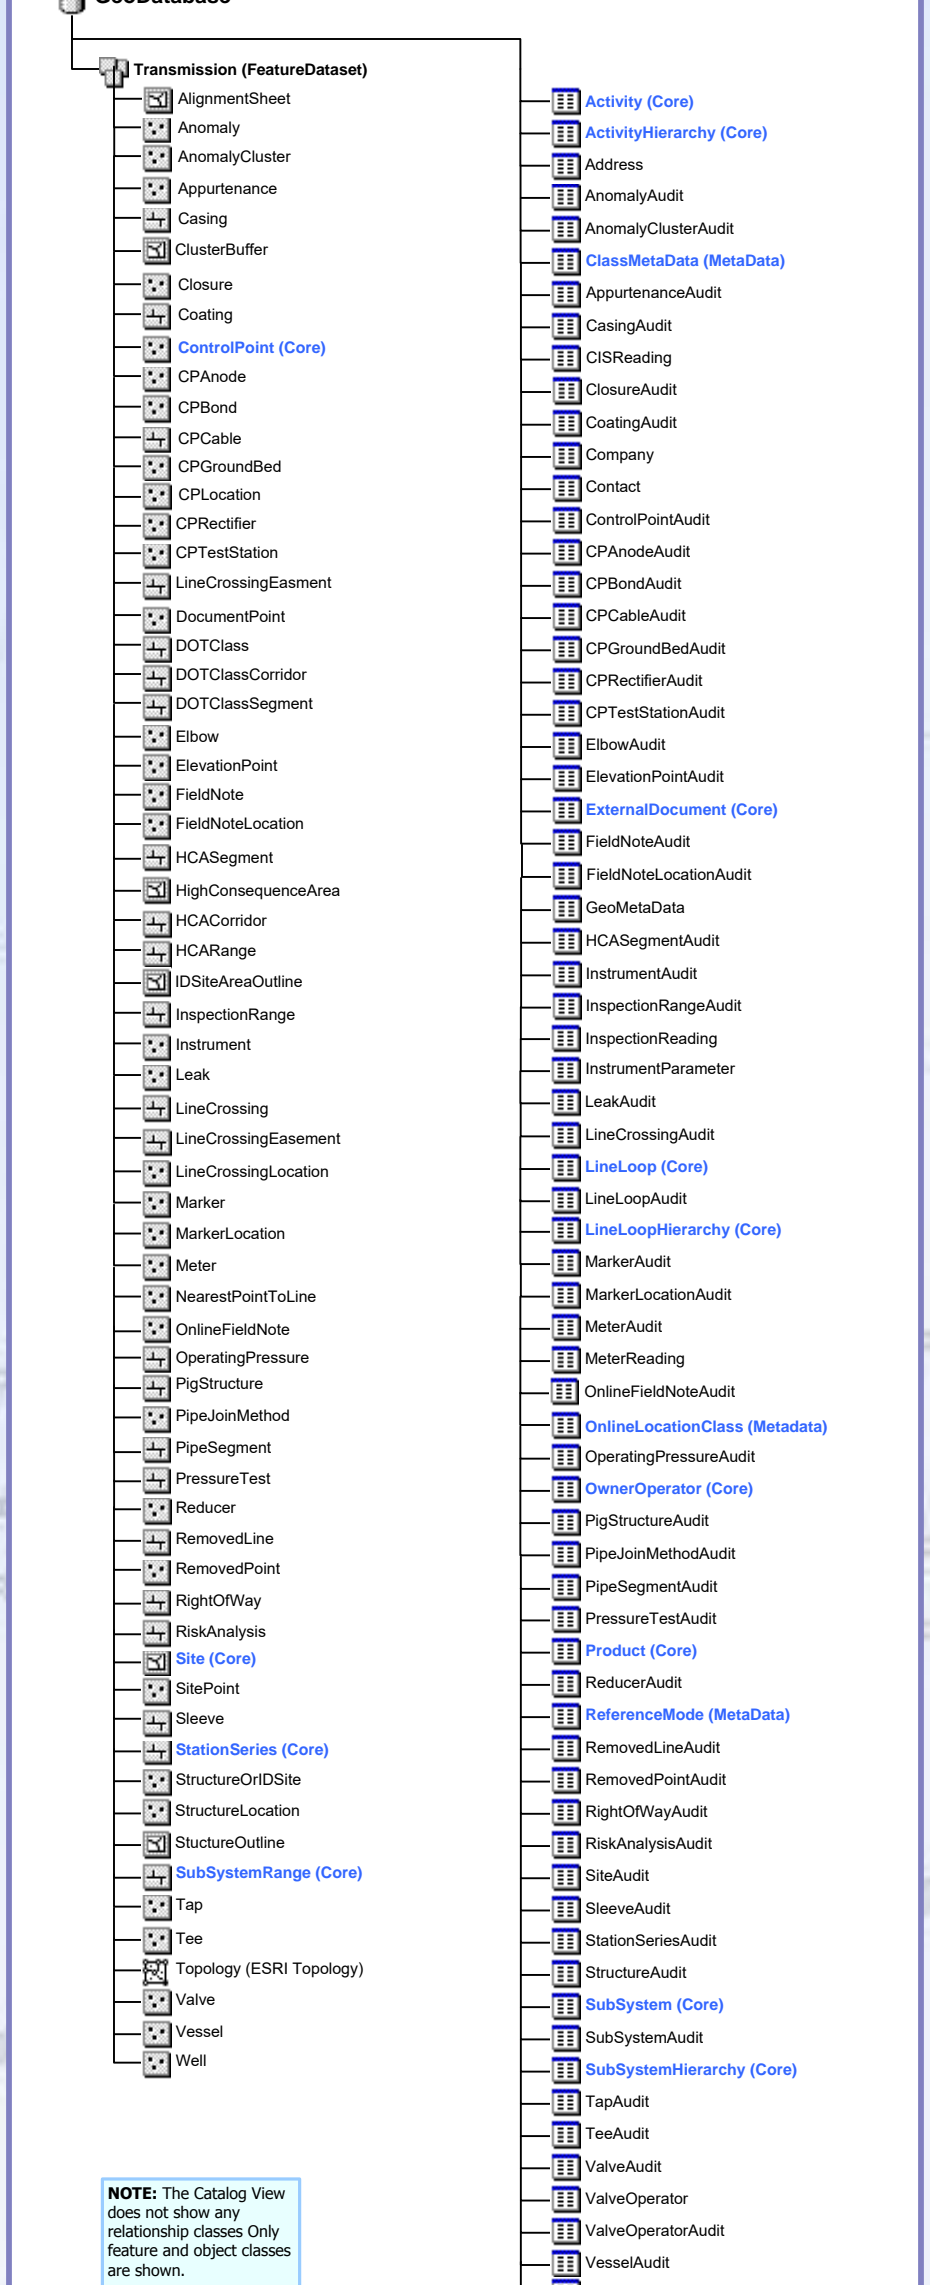 GeoDatabase
Transmission (FeatureDataset)
AlignmentSheet
Anomaly
AnomalyCluster
Appurtenance
Casing
ClusterBuffer
Closure
Coating
ControlPoint (Core)
CPAnode
CPBond
CPCable
CPGroundBed
CPLocation
CPRectifier
CPTestStation
LineCrossingEasment
DocumentPoint
DOTClass
DOTClassCorridor
DOTClassSegment
Elbow
ElevationPoint
FieldNote
FieldNoteLocation
HCASegment
HighConsequenceArea
HCACorridor
HCARange
IDSiteAreaOutline
InspectionRange
Instrument
Leak
LineCrossing
LineCrossingEasement
LineCrossingLocation
Marker
MarkerLocation
Meter
NearestPointToLine
OnlineFieldNote
OperatingPressure
PigStructure
PipeJoinMethod
PipeSegment
PressureTest
Reducer
RemovedLine
RemovedPoint
RightOfWay
RiskAnalysis
Site (Core)
SitePoint
Sleeve
StationSeries (Core)
StructureOrIDSite
StructureLocation
StuctureOutline
SubSystemRange (Core)
Tap
Tee
Topology (ESRI Topology)
Valve
Vessel
Well
NOTE: The Catalog View
does not show any
relationship classes Only
feature and object classes
are shown.
Activity (Core)
ActivityHierarchy (Core)
Address
AnomalyAudit
AnomalyClusterAudit
ClassMetaData (MetaData)
AppurtenanceAudit
CasingAudit
CISReading
ClosureAudit
CoatingAudit
Company
Contact
ControlPointAudit
CPAnodeAudit
CPBondAudit
CPCableAudit
CPGroundBedAudit
CPRectifierAudit
CPTestStationAudit
ElbowAudit
ElevationPointAudit
ExternalDocument (Core)
FieldNoteAudit
FieldNoteLocationAudit
GeoMetaData
HCASegmentAudit
InstrumentAudit
InspectionRangeAudit
InspectionReading
InstrumentParameter
LeakAudit
LineCrossingAudit
LineLoop (Core)
LineLoopAudit
LineLoopHierarchy (Core)
MarkerAudit
MarkerLocationAudit
MeterAudit
MeterReading
OnlineFieldNoteAudit
OnlineLocationClass (Metadata)
OperatingPressureAudit
OwnerOperator (Core)
PigStructureAudit
PipeJoinMethodAudit
PipeSegmentAudit
PressureTestAudit
Product (Core)
ReducerAudit
ReferenceMode (MetaData)
RemovedLineAudit
RemovedPointAudit
RightOfWayAudit
RiskAnalysisAudit
SiteAudit
SleeveAudit
StationSeriesAudit
StructureAudit
SubSystem (Core)
SubSystemAudit
SubSystemHierarchy (Core)
TapAudit
TeeAudit
ValveAudit
ValveOperator
ValveOperatorAudit
VesselAudit